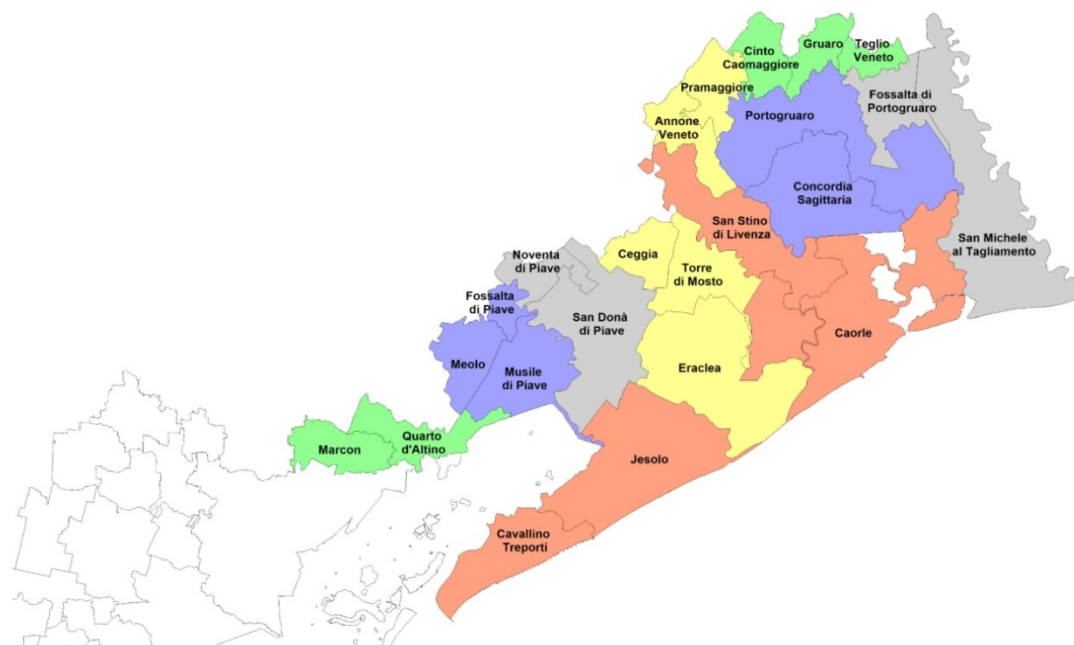 Cinto
Caomaggiore
Gruaro
Teglio
Veneto
Pramaggiore
Fossalta di
Portogruaro
Annone
Veneto
Portogruaro
Concordia
Sagittaria
San Stino
di Livenza
San Michele
al Tagliamento
Noventa
di Piave
Ceggia
Torre
di Mosto
Fossalta
di Piave
San Donà
di Piave
Caorle
Meolo
Musile
di Piave
Eraclea
Marcon
Quarto
d'Altino
Jesolo
Cavallino
Treporti